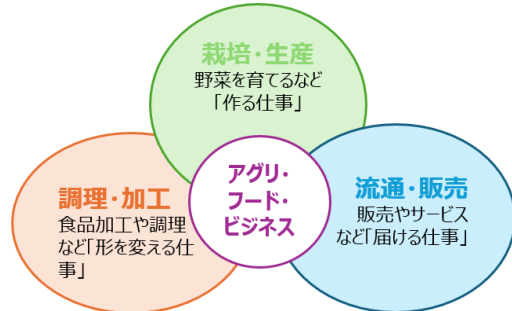 栽培・生産
野菜を育てるなど
「作る仕事」
アグリ・
フード・
ビジネス
調理・加工
食品加工や調理
など「形を変える仕
事」
流通・販売
販売やサービス
など「届ける仕事」